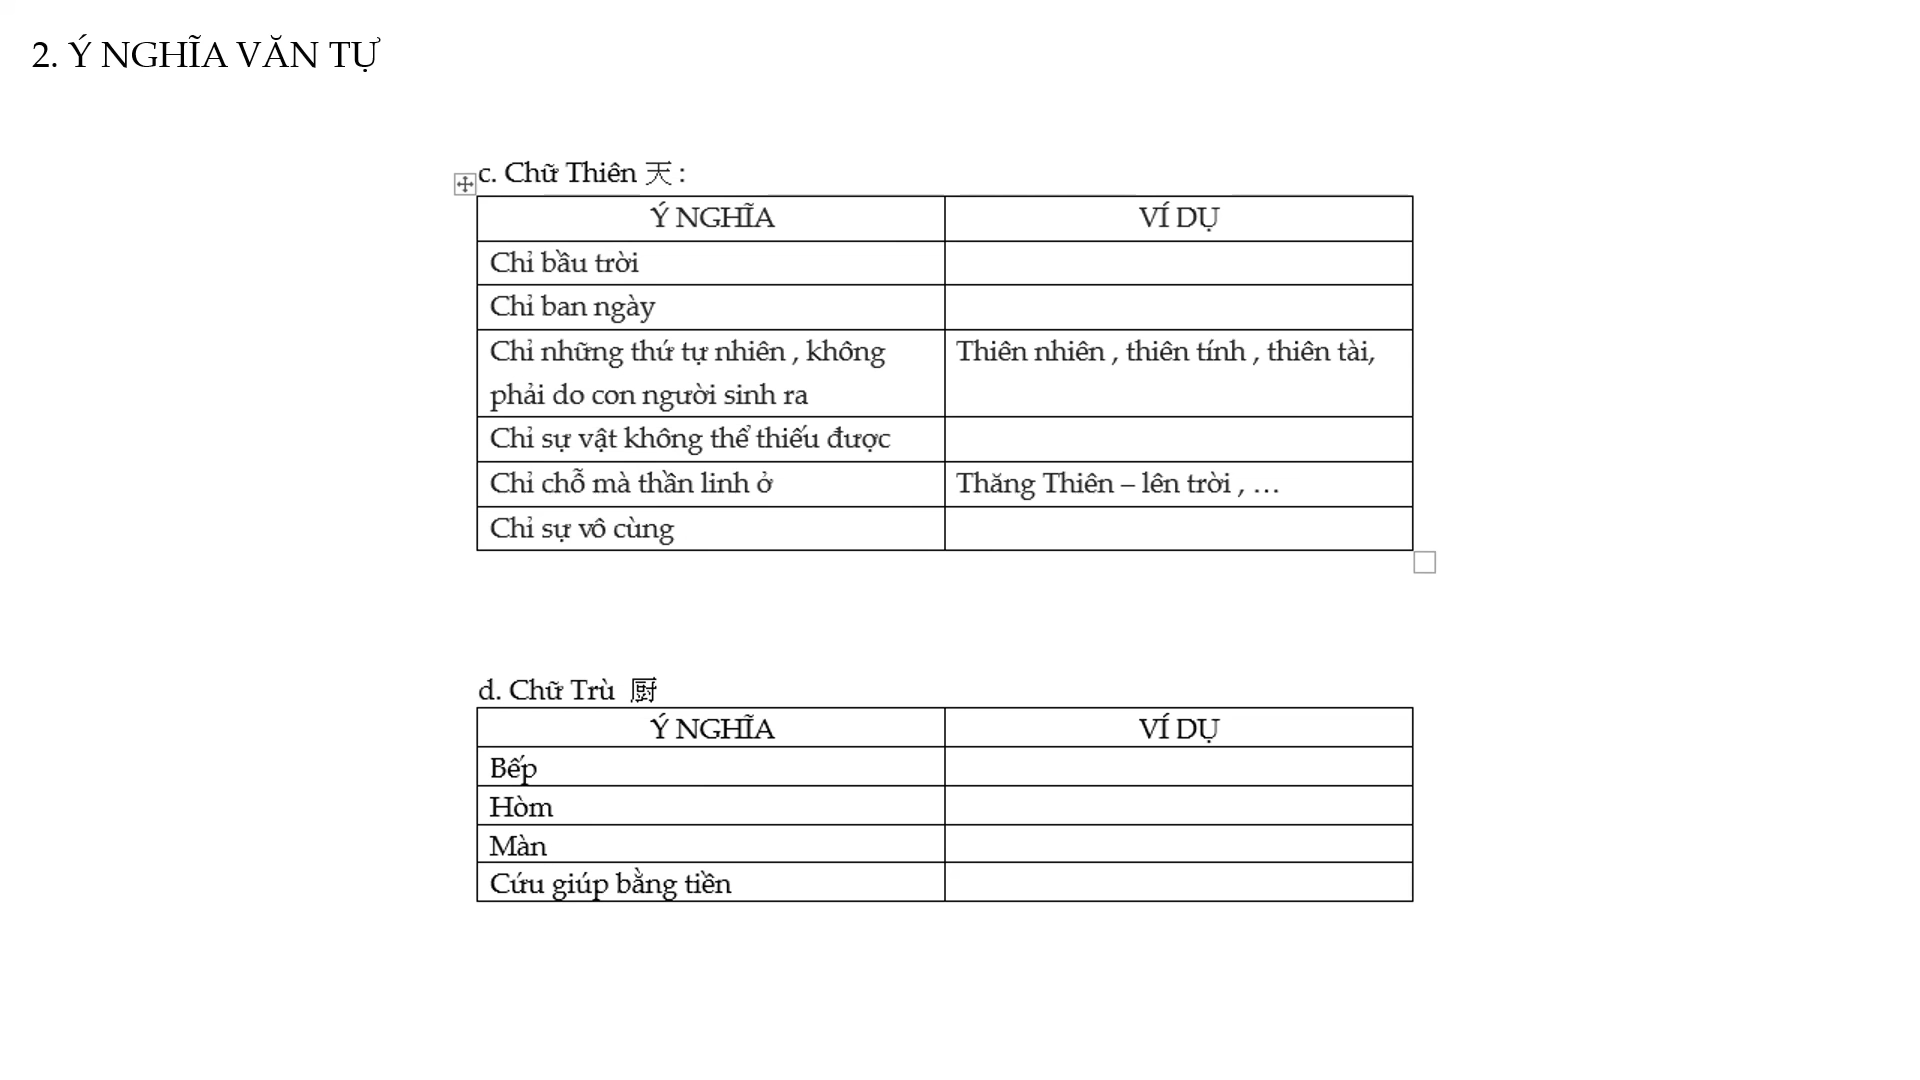 2. Ý NGHĨA VĂN TỰ
c. Chữ Thiên 天 :
Ý NGHĨA VÍ DỤ
Chỉ bầu trời
Chỉ ban ngày
Chỉ những thứ tự nhiên , không Thiên nhiên , thiên tính , thiên tài,
phải do con người sinh ra
Chỉ sự vật không thể thiếu được
Chỉ chỗ mà thần linh ở Thăng Thiên – lên trời , …
Chỉ sự vô cùng
d. Chữ Trù 厨
Ý NGHĨA VÍ DỤ
Bếp
Hòm
Màn
Cứu giúp bằng tiền